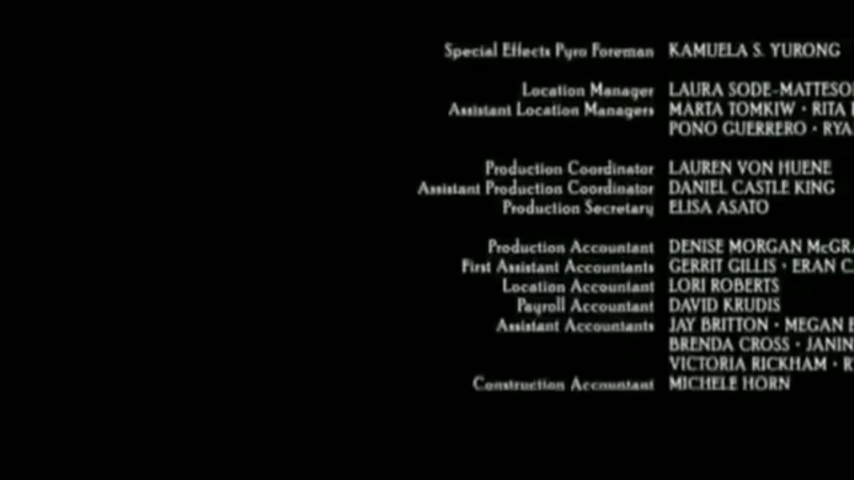 Special Effects Pyro Foreman KAMUELA S. YURONG
Location Manager LAURA SODE-MATTESO
Assistant Location Managers MARTA TOMKIW • RITA
PONO GUERRERO • RYA
Production Coordinator LAUREN VON HUENE
Assistant Production Coordinator DANIEL CASTLE KING
Production Secretary ELISA ASATO
Production Accountant DENISE MORGAN McGRA
First Assistant Accountants GERRIT GILLIS • ERAN C
Location Accountant LORI ROBERTS
Payroll Accountant DAVID KRUDIS
Assistant Accountants JAY BRITTON • MEGAN
BRENDA CROSS • JANIN
VICTORIA RICKHAM • R
Construction Accountant MICHELE HORN